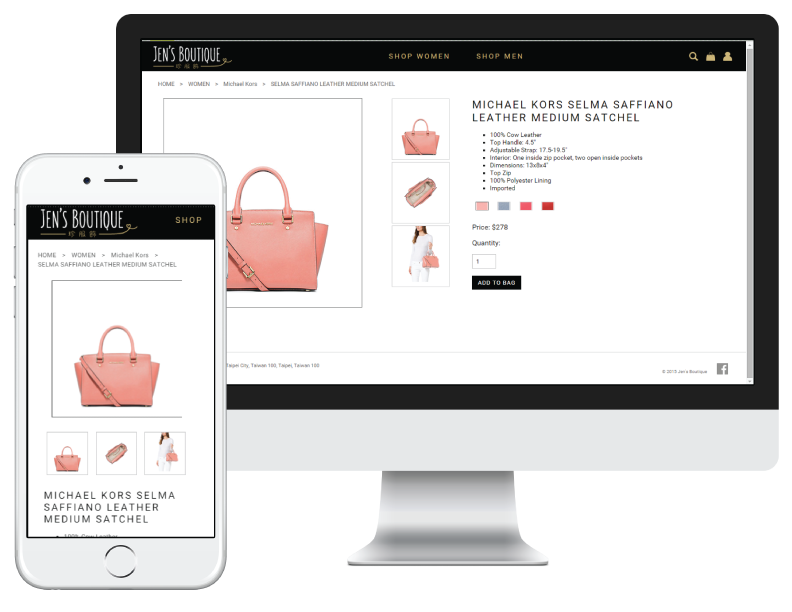 JEN'S BOUTIQUE
SHOP WOMEN
SHOP MEN
HOME > WOMEN > Michael Kors > SELMA SAFFIANO LEATHER MEDIUM SATCHEL
MICHAEL KORS SELMA SAFFIANO
LEATHER MEDIUM SATCHEL
100% Cow Leather
Top Handle: 4.5"
Adjustable Strap: 17.5-19.5"
Interior: One inside zip pocket, two open inside pockets
Dimensions: 13x8x4"
Top Zip
100% Polyester Lining
Imported
Price: $278
Quantity:
1
ADD TO BAG
Taipei City, Taiwan 100, Taipei, Taiwan 100
© 2015 Jen's Boutique
f
JEN'S BOUTIQUE
SHOP
HOME > WOMEN > Michael Kors >
SELMA SAFFIANO LEATHER MEDIUM SATCHEL
MICHAEL KORS SELMA
SAFFIANO LEATHER
MEDIUM SATCHEL
100% Cow Leather